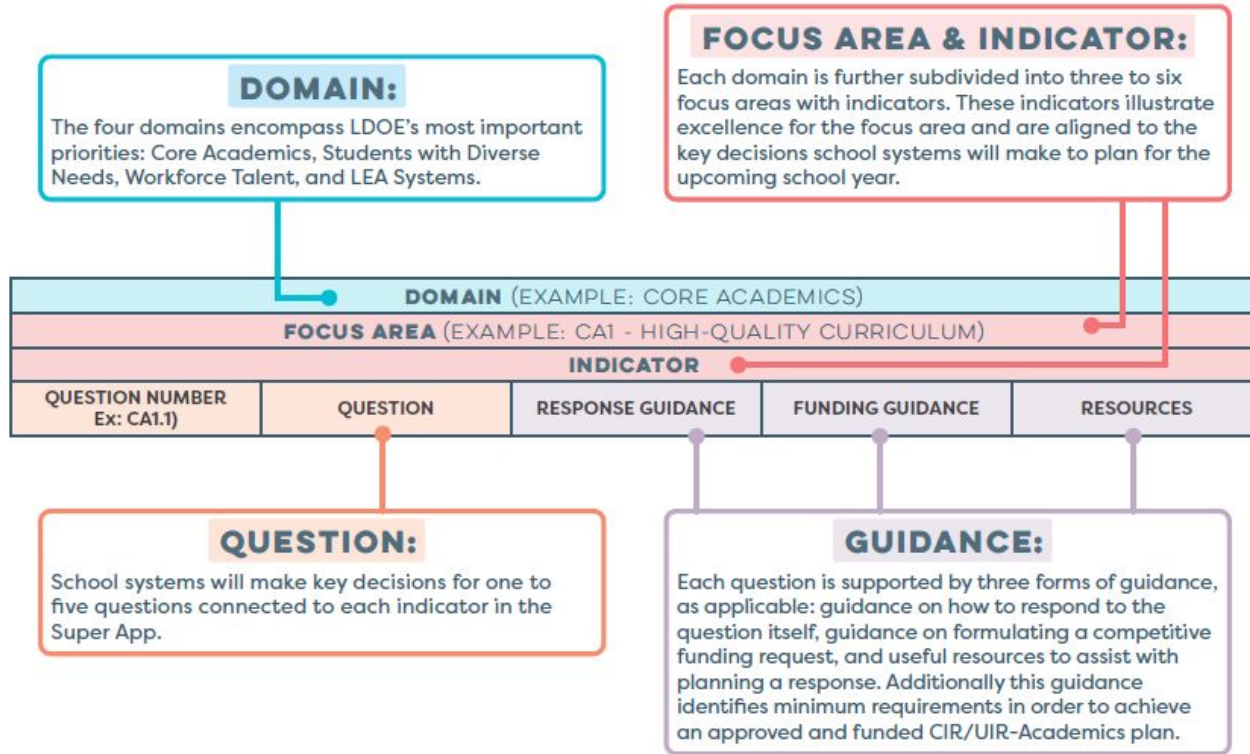 DOMAIN:
The four domains encompass LDOE's most important
priorities: Core Academics, Students with Diverse
Needs, Workforce Talent, and LEA Systems.
FOCUS AREA & INDICATOR:
Each domain is further subdivided into three to six
focus areas with indicators. These indicators illustrate
excellence for the focus area and are aligned to the
key decisions school systems will make to plan for the
upcoming school year.
DOMAIN (EXAMPLE: CORE ACADEMICS)
FOCUS AREA (EXAMPLE: CA1 - HIGH-QUALITY CURRICULUM)
INDICATOR
QUESTION NUMBER
Ex: CA1.1)
QUESTION
RESPONSE GUIDANCE
FUNDING GUIDANCE
RESOURCES
QUESTION:
School systems will make key decisions for one to
five questions connected to each indicator in the
Super App.
GUIDANCE:
Each question is supported by three forms of guidance,
as applicable: guidance on how to respond to the
question itself, guidance on formulating a competitive
funding request, and useful resources to assist with
planning a response. Additionally this guidance
identifies minimum requirements in order to achieve
an approved and funded CIR/UIR-Academics plan.